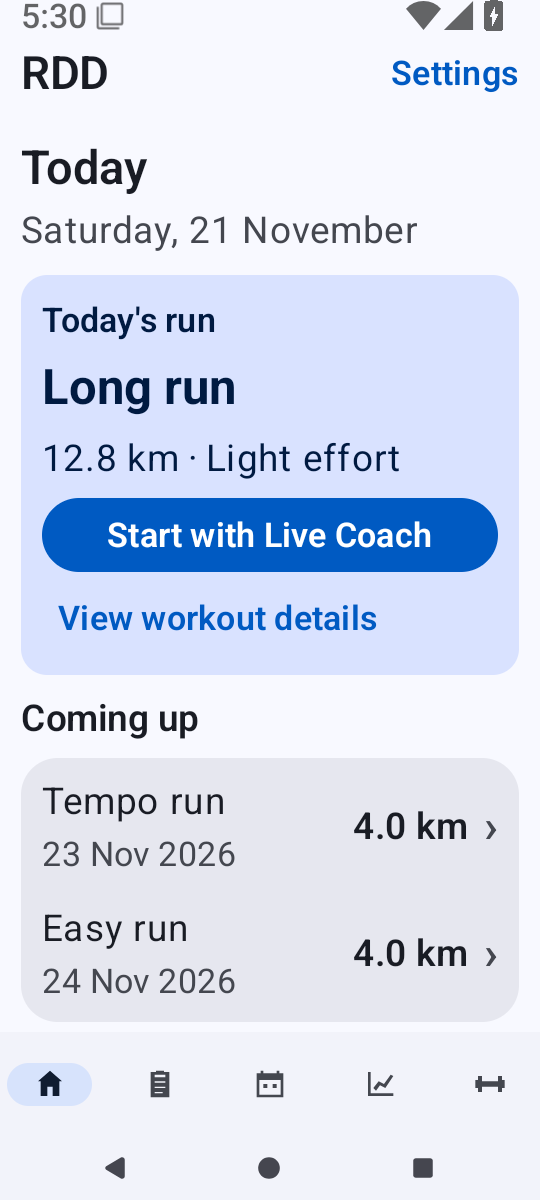 5:30
RDD
Settings
Today
Saturday, 21 November
Today's run
Long run
12.8 km · Light effort
Start with Live Coach
View workout details
Coming up
Tempo run
4.0 km ›
23 Nov 2026
Easy run
4.0 km ›
24 Nov 2026